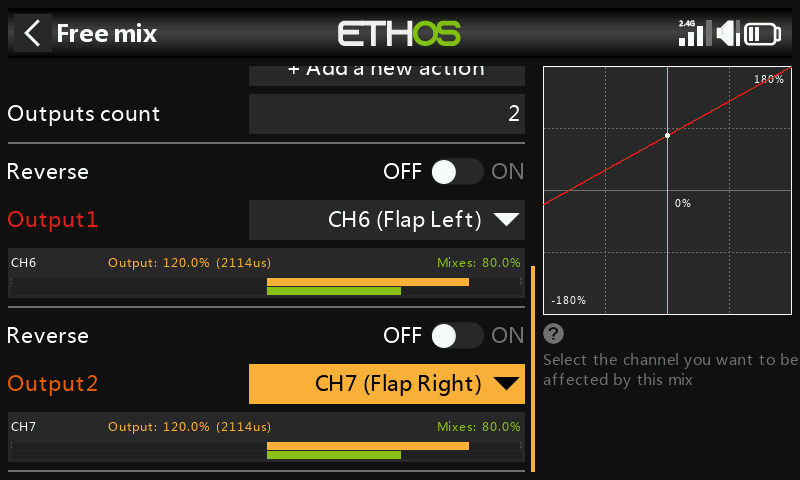 Free mix
ETHOS
2.4G
+ Add a new action
Outputs count
2
Reverse
OFF
ON
Output1
CH6 (Flap Left)
CH6
Output: 120.0% (2114us)
Mixes: 80.0%
Reverse
OFF
ON
Output2
CH7 (Flap Right)
CH7
Output: 120.0% (2114us)
Mixes: 80.0%
180%
0%
-180%
?
Select the channel you want to be
affected by this mix